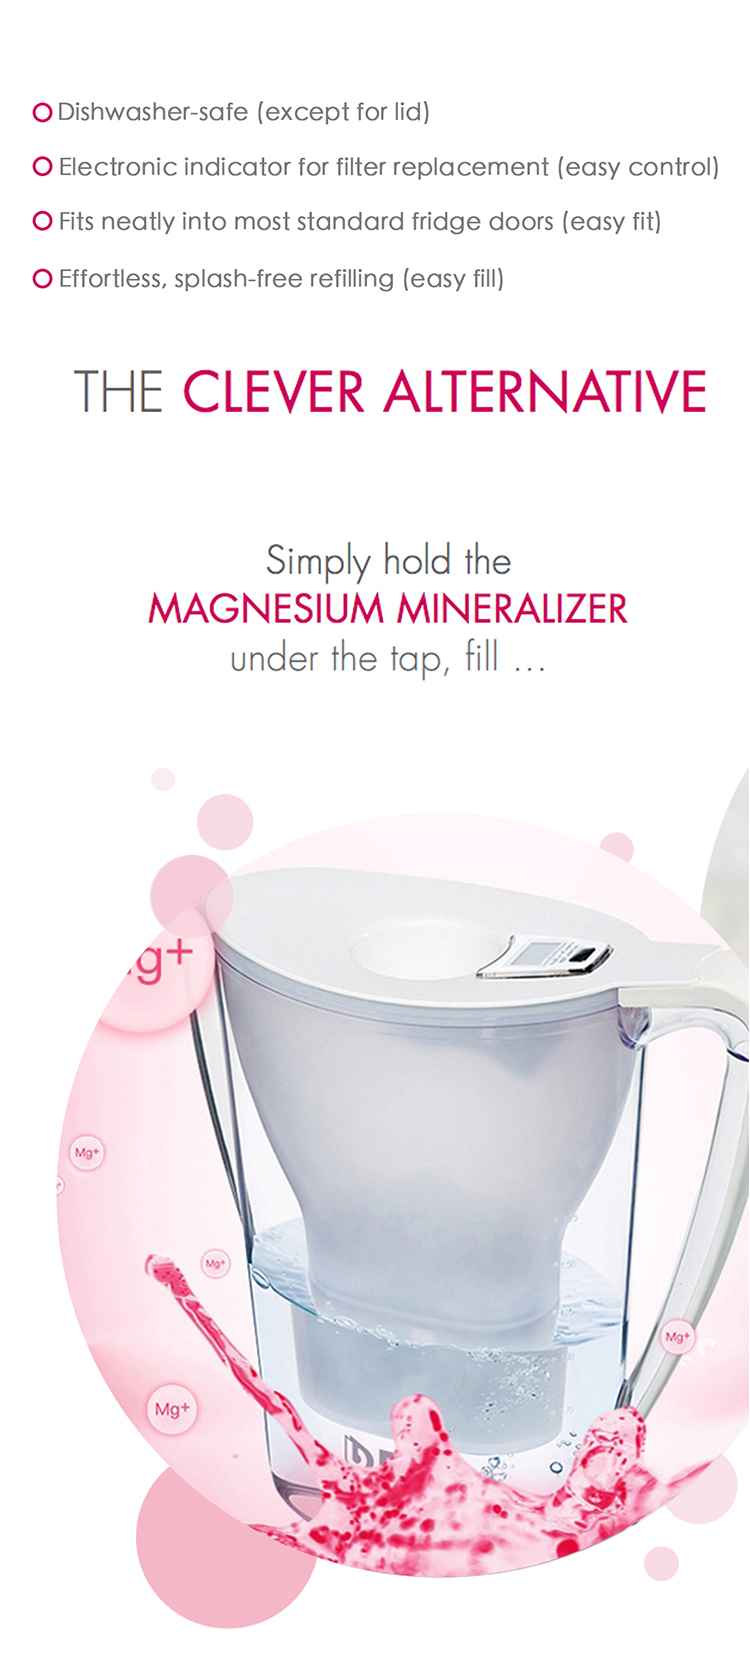 Dishwasher-safe (except for lid)
Electronic indicator for filter replacement (easy control)
Fits neatly into most standard fridge doors (easy fit)
Effortless, splash-free refilling (easy fill)
THE CLEVER ALTERNATIVE
Simply hold the
MAGNESIUM MINERALIZER
under the tap, fill ...
g+
Mg+
Mg+
Mg+
Mg+